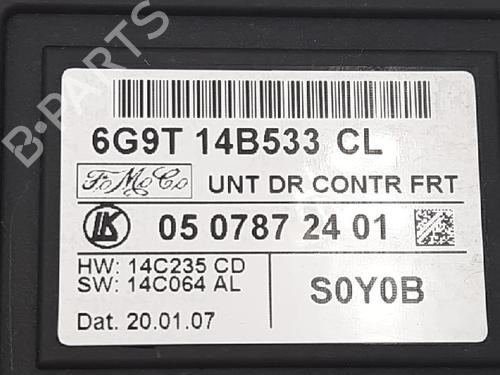 B-PARTS
6G9T 14B533 CL
FoMoCo UNT DR CONTR FRT
LK 05 0787 24 01
HW: 14C235 CD
SW: 14C064 AL
S0Y0B
Dat. 20.01.07